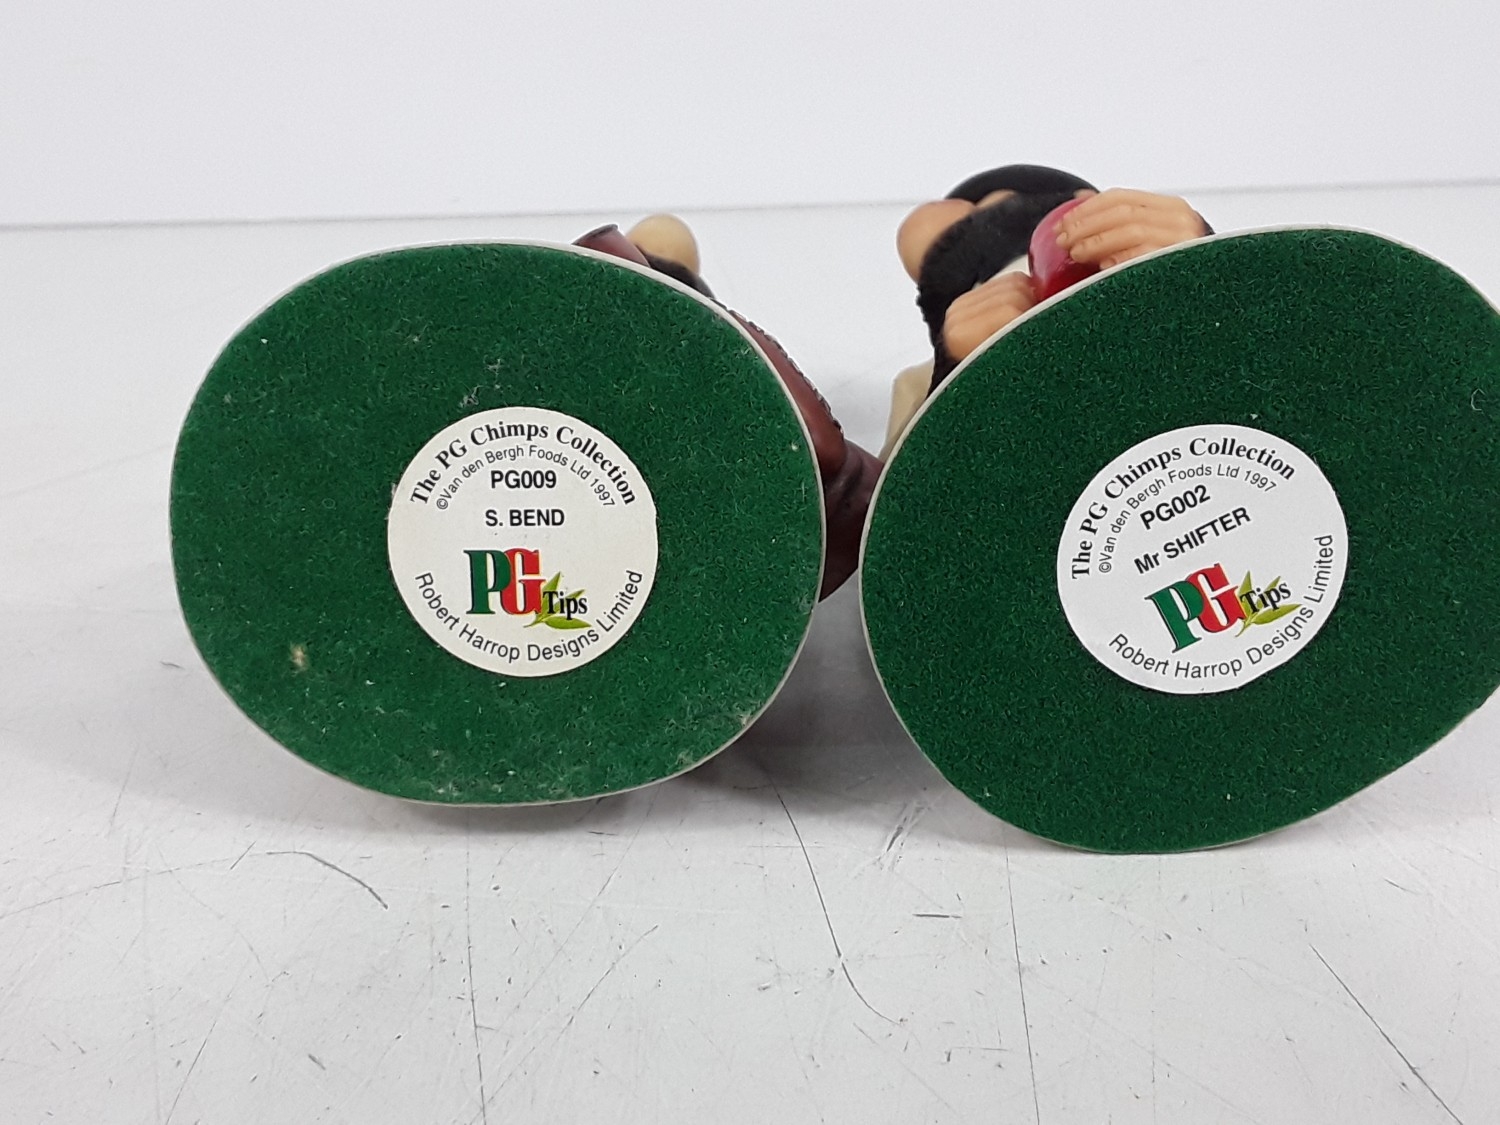 The PG Chimps Collection
©Van den Bergh Foods Ltd 1997
PG009
S. BEND
PG Tips
Robert Harrop Designs Limited
The PG Chimps Collection
©Van den Bergh Foods Ltd 1997
PG002
Mr SHIFTER
PG Tips
Robert Harrop Designs Limited